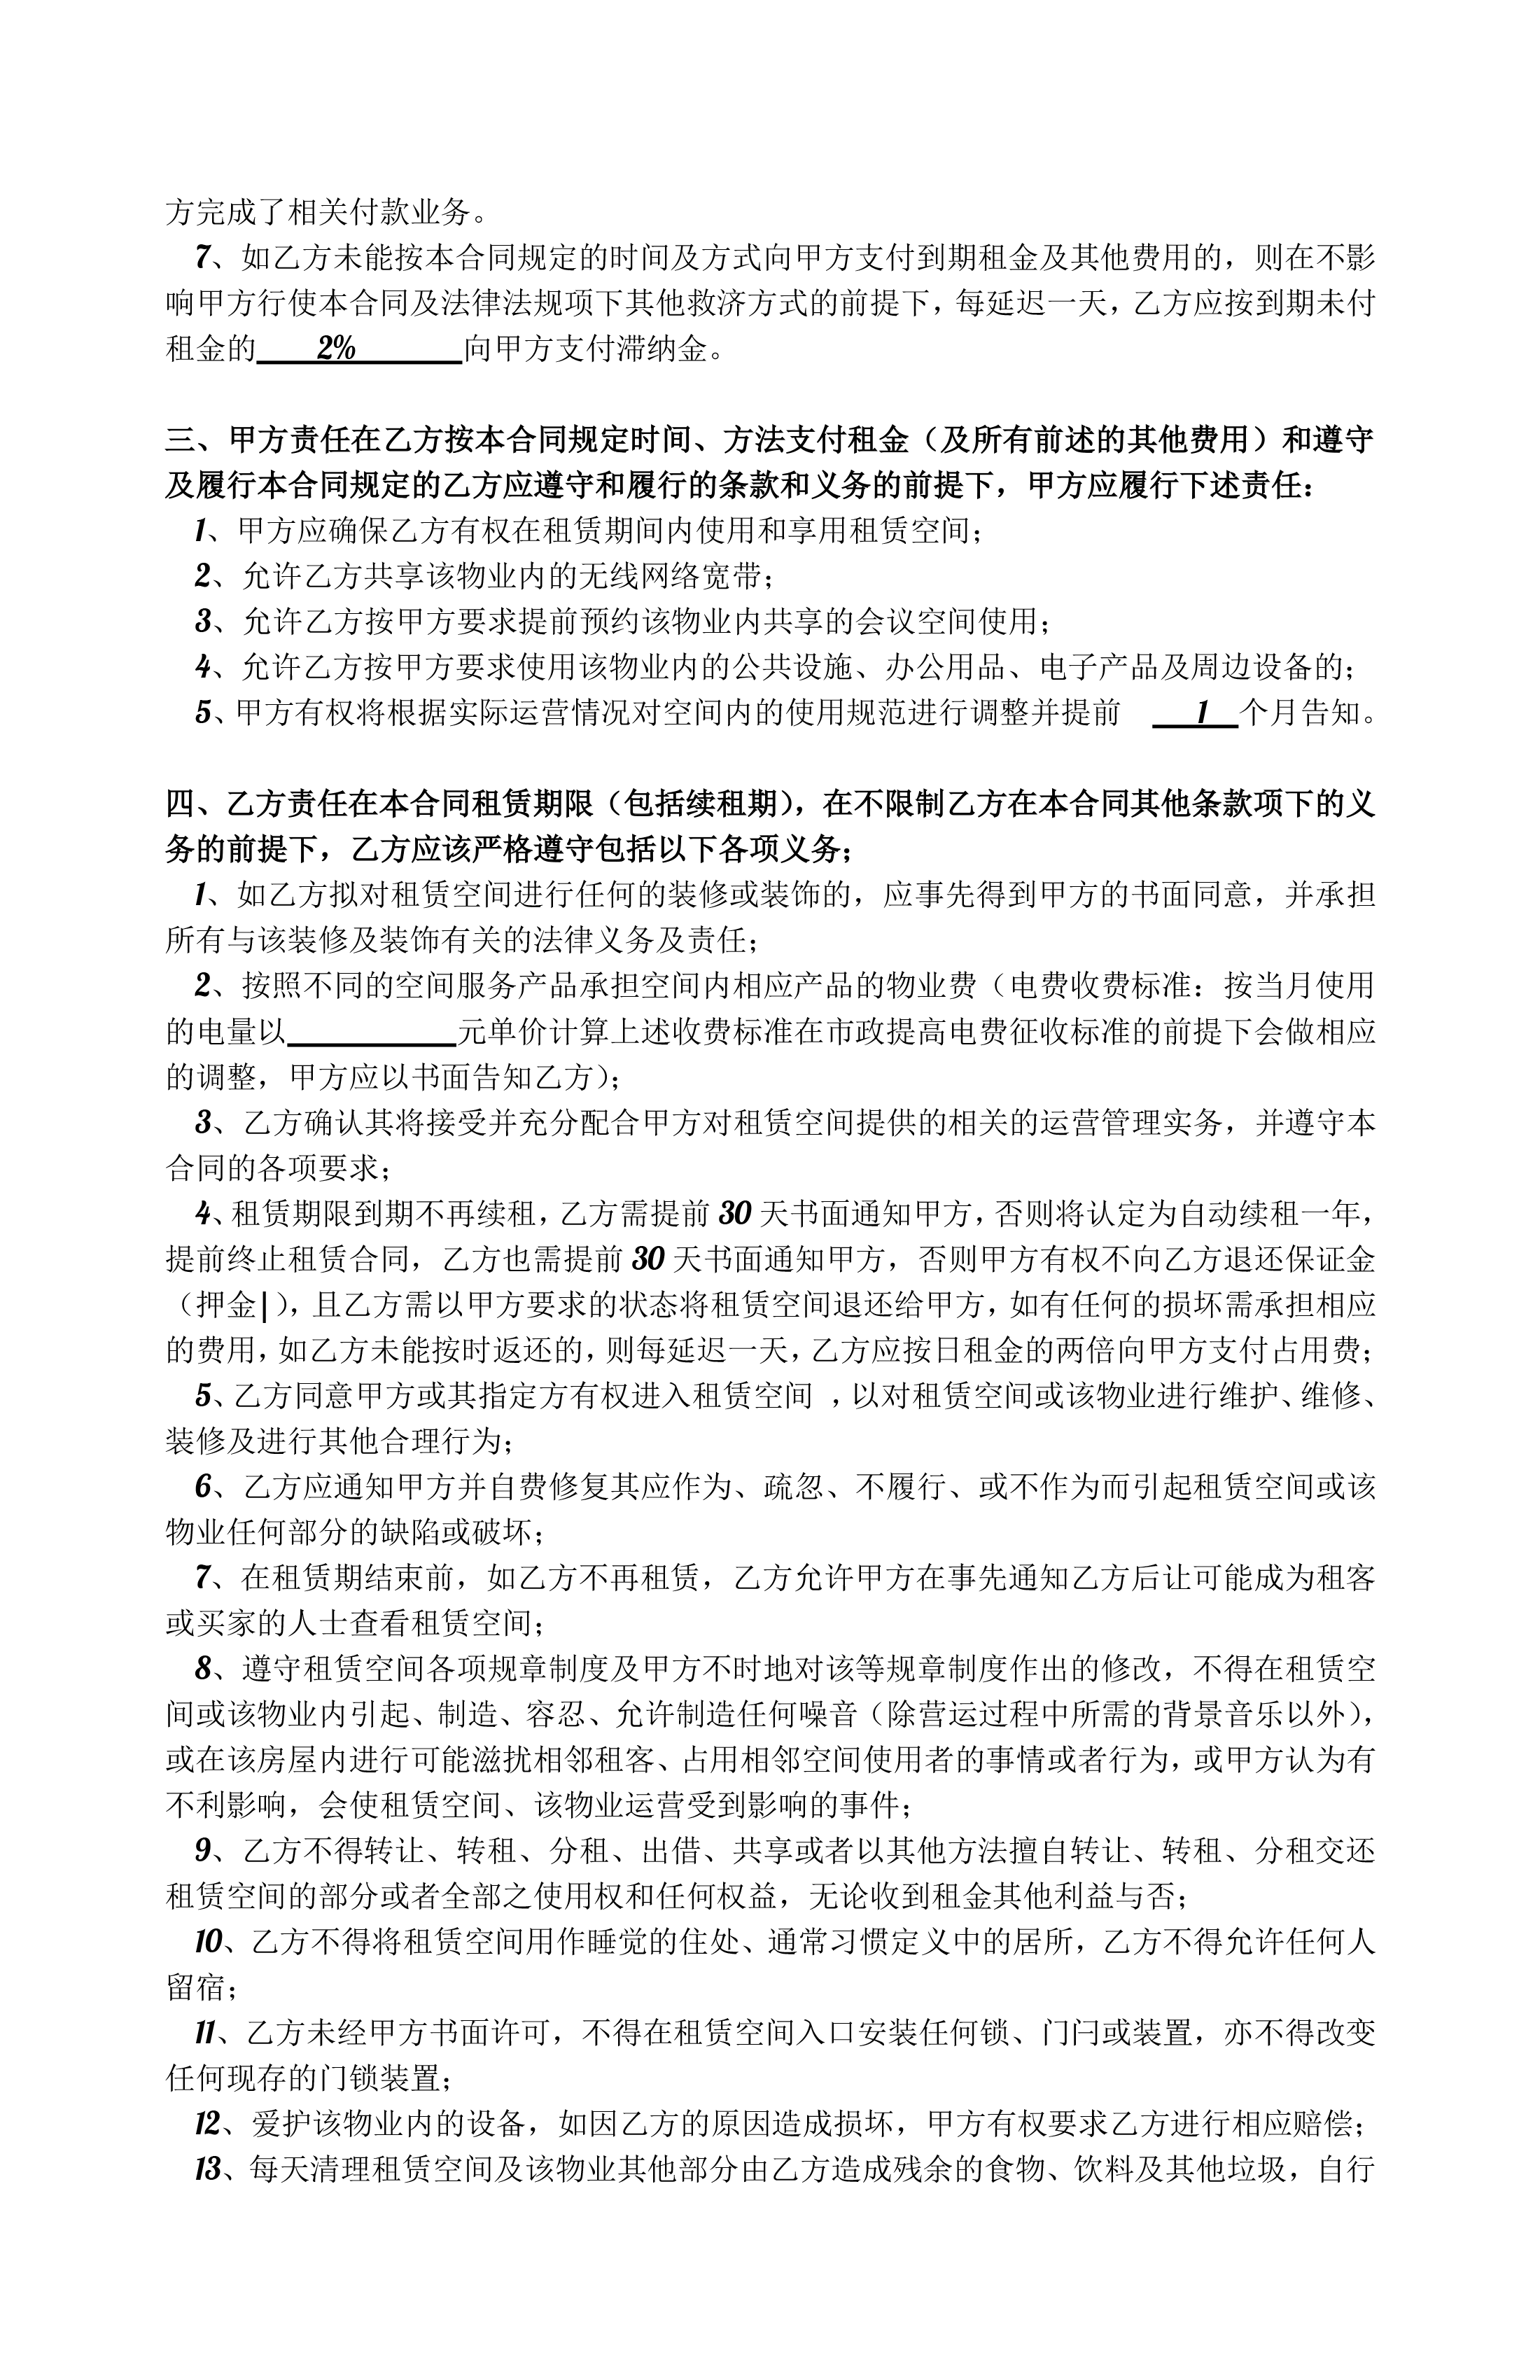 方完成了相关付款业务。
7、如乙方未能按本合同规定的时间及方式向甲方支付到期租金及其他费用的，则在不影
响甲方行使本合同及法律法规项下其他救济方式的前提下，每延迟一天，乙方应按到期未付
租金的 2% 向甲方支付滞纳金。
三、甲方责任在乙方按本合同规定时间、方法支付租金（及所有前述的其他费用）和遵守
及履行本合同规定的乙方应遵守和履行的条款和义务的前提下，甲方应履行下述责任：
1、甲方应确保乙方有权在租赁期间内使用和享用租赁空间；
2、允许乙方共享该物业内的无线网络宽带；
3、允许乙方按甲方要求提前预约该物业内共享的会议空间使用；
4、允许乙方按甲方要求使用该物业内的公共设施、办公用品、电子产品及周边设备的；
5、甲方有权将根据实际运营情况对空间内的使用规范进行调整并提前 1 个月告知。
四、乙方责任在本合同租赁期限（包括续租期），在不限制乙方在本合同其他条款项下的义
务的前提下，乙方应该严格遵守包括以下各项义务；
1、如乙方拟对租赁空间进行任何的装修或装饰的，应事先得到甲方的书面同意，并承担
所有与该装修及装饰有关的法律义务及责任；
2、按照不同的空间服务产品承担空间内相应产品的物业费（电费收费标准：按当月使用
的电量以___________元单价计算上述收费标准在市政提高电费征收标准的前提下会做相应
的调整，甲方应以书面告知乙方）；
3、乙方确认其将接受并充分配合甲方对租赁空间提供的相关的运营管理实务，并遵守本
合同的各项要求；
4、租赁期限到期不再续租，乙方需提前 30 天书面通知甲方，否则将认定为自动续租一年，
提前终止租赁合同，乙方也需提前 30 天书面通知甲方，否则甲方有权不向乙方退还保证金
（押金|），且乙方需以甲方要求的状态将租赁空间退还给甲方，如有任何的损坏需承担相应
的费用，如乙方未能按时返还的，则每延迟一天，乙方应按日租金的两倍向甲方支付占用费；
5、乙方同意甲方或其指定方有权进入租赁空间 ，以对租赁空间或该物业进行维护、维修、
装修及进行其他合理行为；
6、乙方应通知甲方并自费修复其应作为、疏忽、不履行、或不作为而引起租赁空间或该
物业任何部分的缺陷或破坏；
7、在租赁期结束前，如乙方不再租赁，乙方允许甲方在事先通知乙方后让可能成为租客
或买家的人士查看租赁空间；
8、遵守租赁空间各项规章制度及甲方不时地对该等规章制度作出的修改，不得在租赁空
间或该物业内引起、制造、容忍、允许制造任何噪音（除营运过程中所需的背景音乐以外），
或在该房屋内进行可能滋扰相邻租客、占用相邻空间使用者的事情或者行为，或甲方认为有
不利影响，会使租赁空间、该物业运营受到影响的事件；
9、乙方不得转让、转租、分租、出借、共享或者以其他方法擅自转让、转租、分租交还
租赁空间的部分或者全部之使用权和任何权益，无论收到租金其他利益与否；
10、乙方不得将租赁空间用作睡觉的住处、通常习惯定义中的居所，乙方不得允许任何人
留宿；
11、乙方未经甲方书面许可，不得在租赁空间入口安装任何锁、门闩或装置，亦不得改变
任何现存的门锁装置；
12、爱护该物业内的设备，如因乙方的原因造成损坏，甲方有权要求乙方进行相应赔偿；
13、每天清理租赁空间及该物业其他部分由乙方造成残余的食物、饮料及其他垃圾，自行